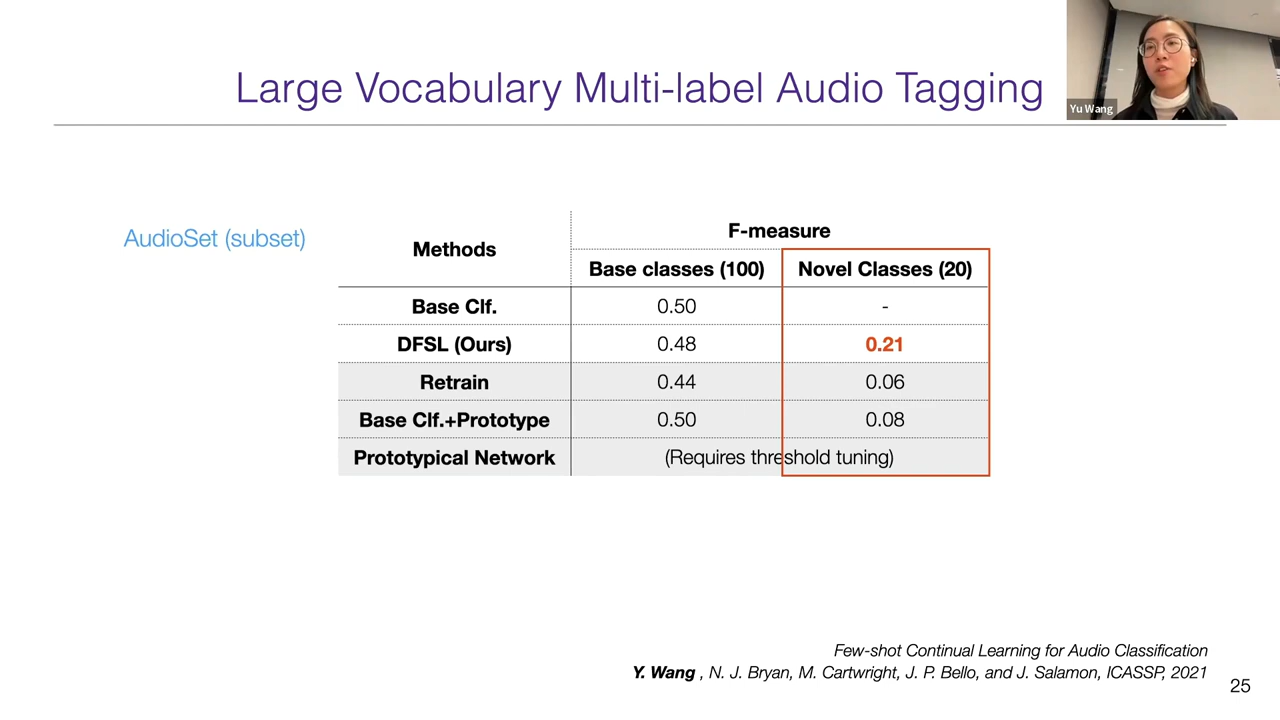 Large Vocabulary Multi-label Audio Tagging
Yu Wang
AudioSet (subset)
Methods
F-measure
Base classes (100) Novel Classes (20)
Base Clf. 0.50 -
DFSL (Ours) 0.48 0.21
Retrain 0.44 0.06
Base Clf.+Prototype 0.50 0.08
Prototypical Network (Requires threshold tuning)
Few-shot Continual Learning for Audio Classification
Y. Wang , N. J. Bryan, M. Cartwright, J. P. Bello, and J. Salamon, ICASSP, 2021
25